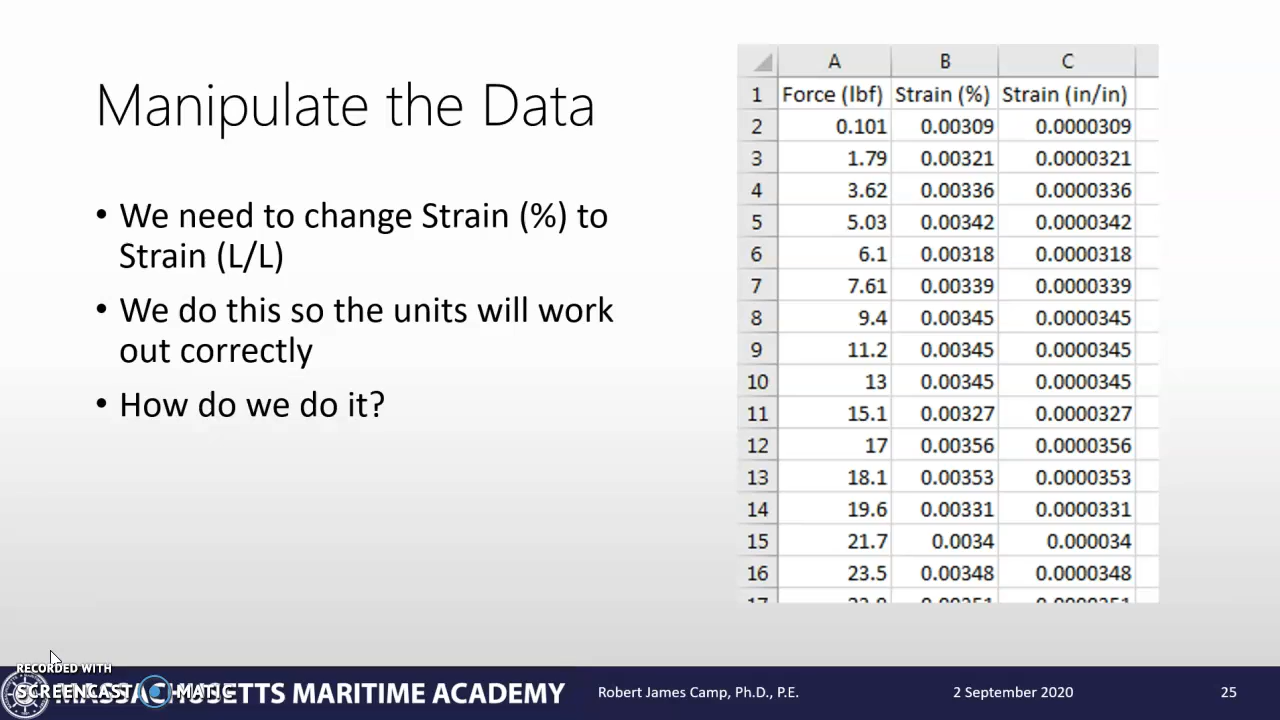 Manipulate the Data
• We need to change Strain (%) to
Strain (L/L)
• We do this so the units will work
out correctly
• How do we do it?
A B C
1 Force (lbf) Strain (%) Strain (in/in)
2 0.101 0.00309 0.0000309
3 1.79 0.00321 0.0000321
4 3.62 0.00336 0.0000336
5 5.03 0.00342 0.0000342
6 6.1 0.00318 0.0000318
7 7.61 0.00339 0.0000339
8 9.4 0.00345 0.0000345
9 11.2 0.00345 0.0000345
10 13 0.00345 0.0000345
11 15.1 0.00327 0.0000327
12 17 0.00356 0.0000356
13 18.1 0.00353 0.0000353
14 19.6 0.00331 0.0000331
15 21.7 0.0034 0.000034
16 23.5 0.00348 0.0000348
RECORDED WITH
SCREENCAST MATIC
MASSACHUSETTS MARITIME ACADEMY Robert James Camp, Ph.D., P.E. 2 September 2020 25